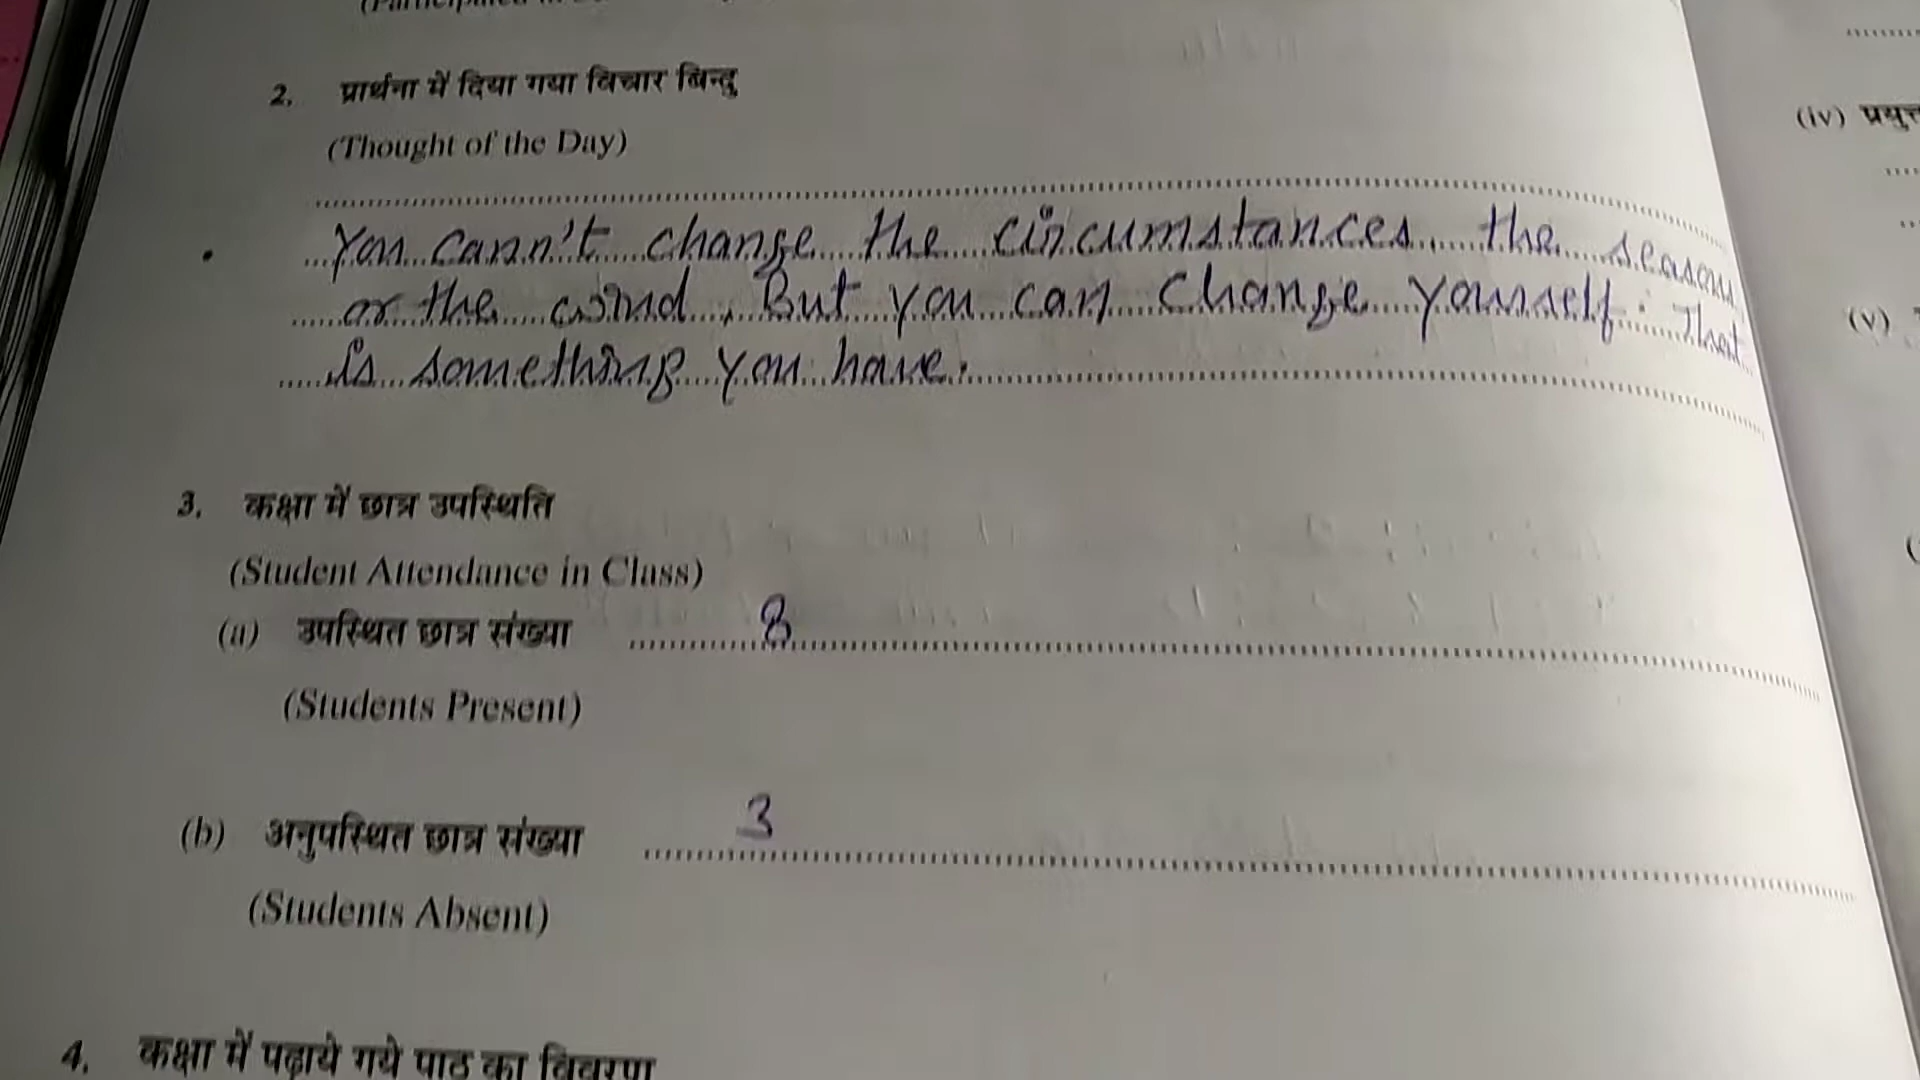 2. प्रार्थना में दिया गया विचार बिन्दु
(Thought of the Day)
You cann't change the circumstances, the seasons
or the wind, But you can change yourself. That
is something you have.
3. कक्षा में छात्र उपस्थिति
(Student Attendance in Class)
(a) उपस्थित छात्र संख्या 8
(Students Present)
(b) अनुपस्थित छात्र संख्या 3
(Students Absent)
4. कक्षा में पढ़ाये गये पाठ का विवरण
(iv)
(v)